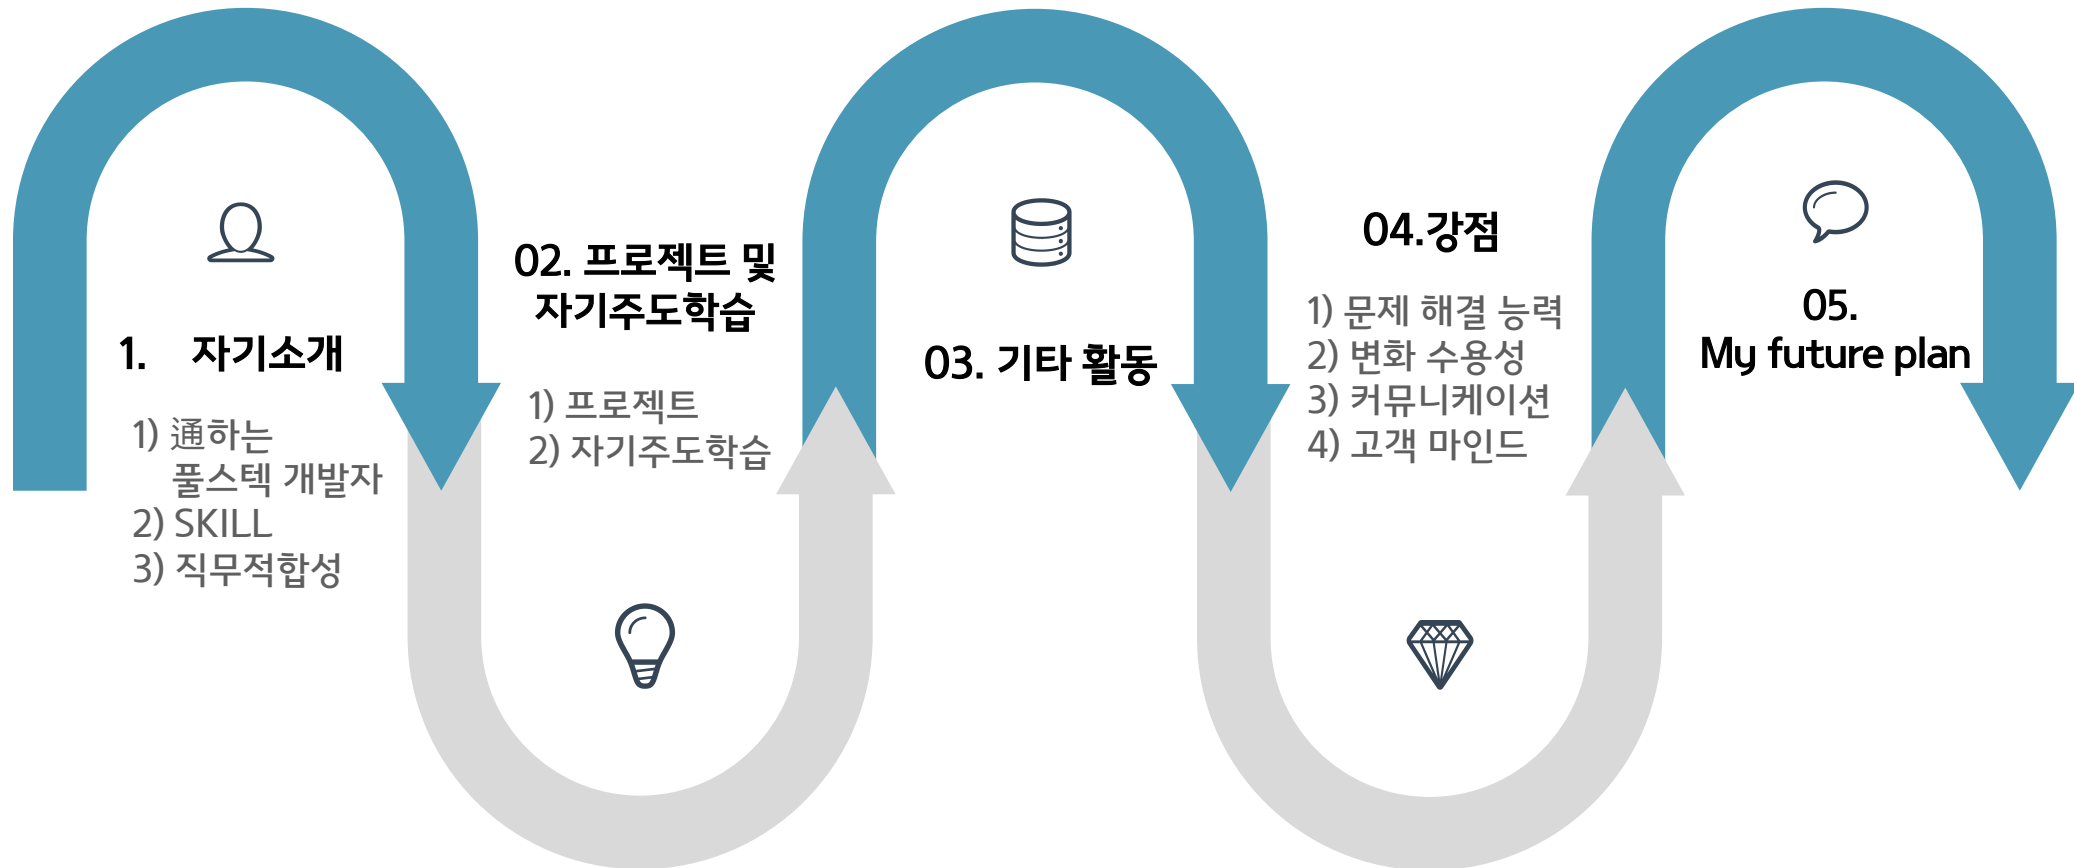 1. 자기소개
1) 通하는
풀스텍 개발자
2) SKILL
3) 직무적합성
02. 프로젝트 및
자기주도학습
1) 프로젝트
2) 자기주도학습
03. 기타 활동
04.강점
1) 문제 해결 능력
2) 변화 수용성
3) 커뮤니케이션
4) 고객 마인드
05.
My future plan